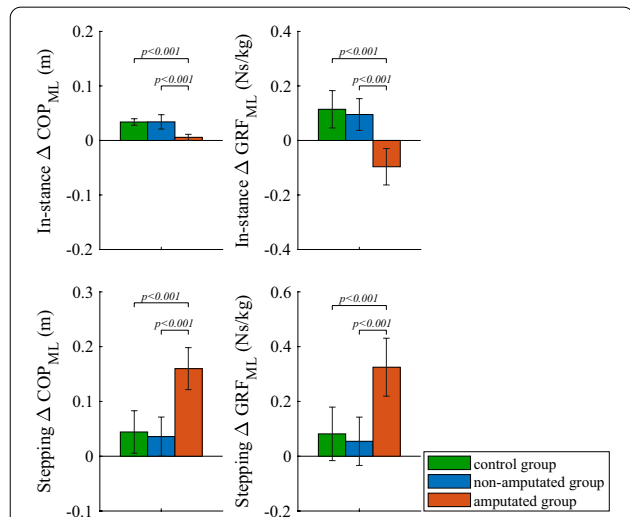 In-stance Δ COP_ML (m)
0.2
0.1
0
-0.1
-0.2
p<0.001
p<0.001
In-stance Δ GRF_ML (Ns/kg)
0.4
0.2
0
-0.2
-0.4
p<0.001
p<0.001
Stepping Δ COP_ML (m)
0.3
0.2
0.1
0
-0.1
p<0.001
p<0.001
Stepping Δ GRF_ML (Ns/kg)
0.6
0.4
0.2
0
-0.2
p<0.001
p<0.001
control group
non-amputated group
amputated group